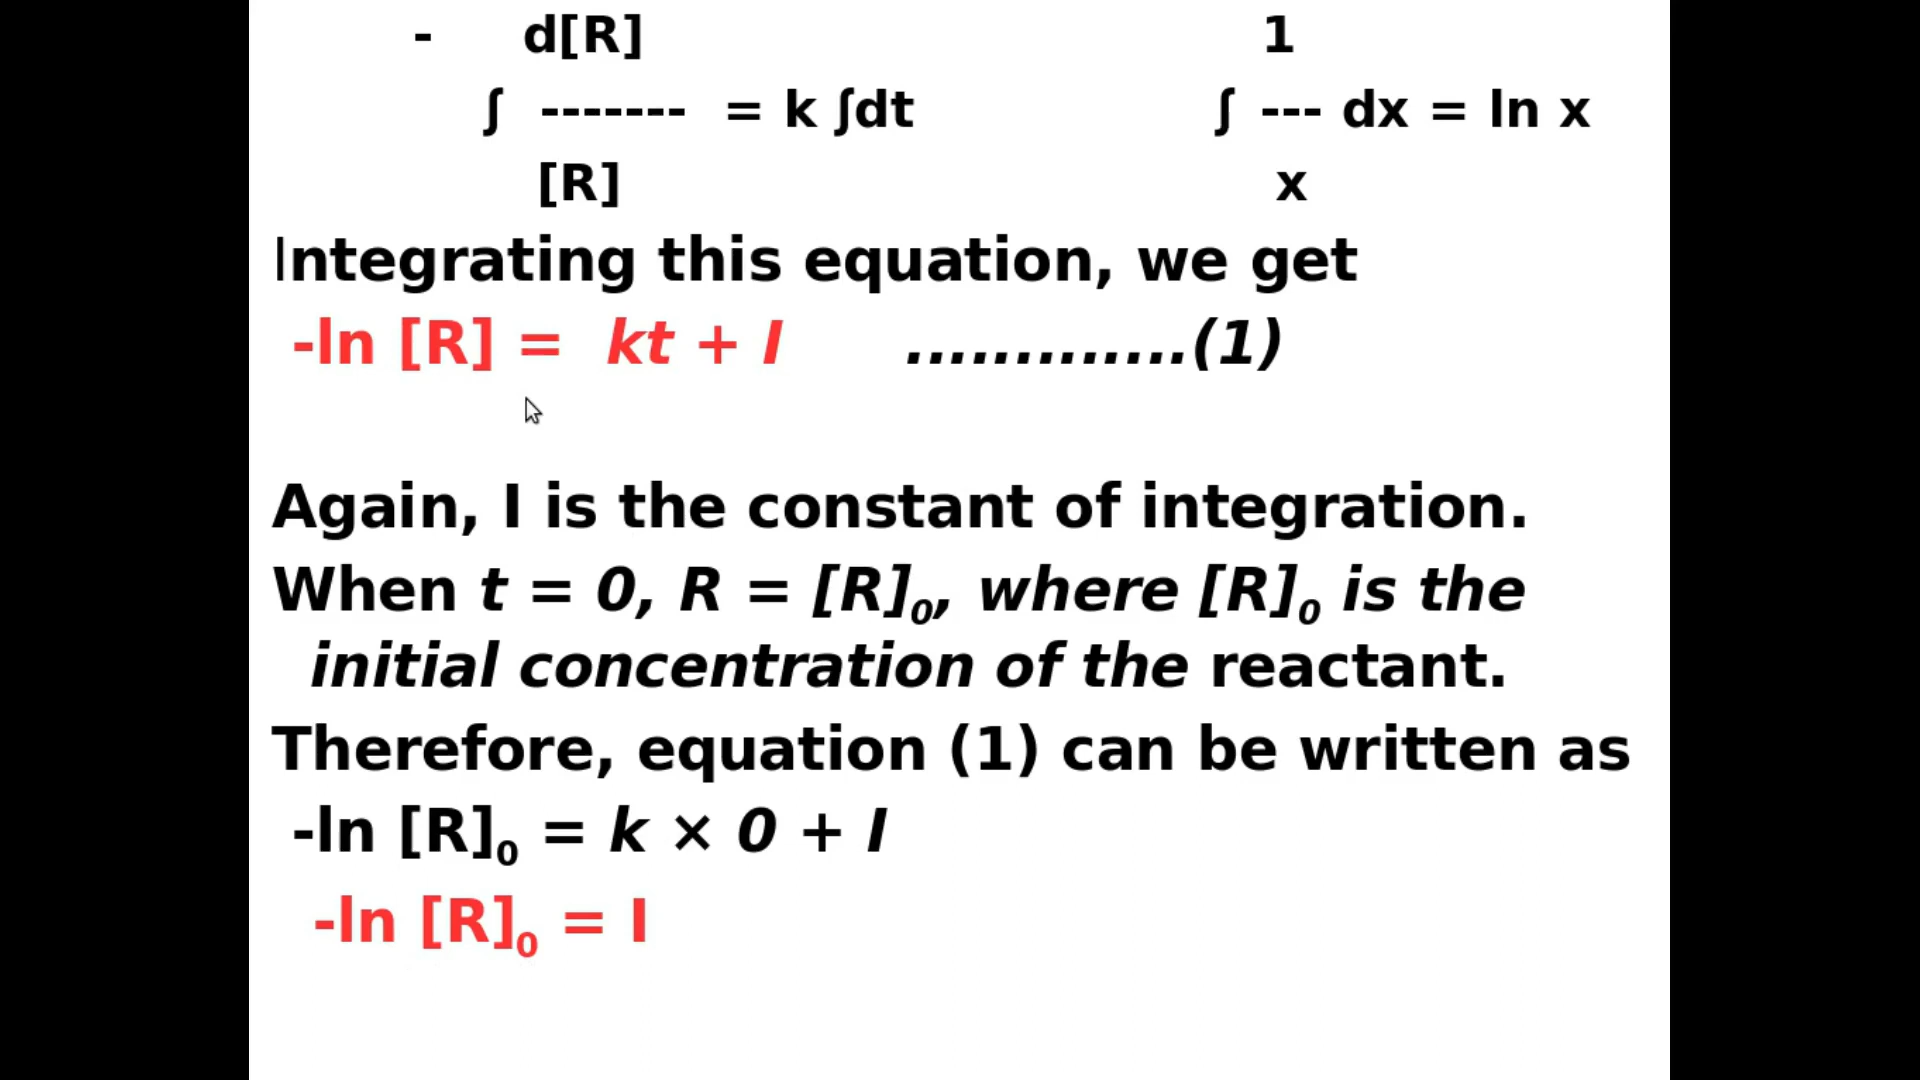 - d[R] 1
∫ ------- = k ∫dt ∫ --- dx = ln x
[R] x
Integrating this equation, we get
-ln [R] = kt + I .............(1)
Again, I is the constant of integration.
When t = 0, R = [R]₀, where [R]₀ is the
initial concentration of the reactant.
Therefore, equation (1) can be written as
-ln [R]₀ = k × 0 + I
-ln [R]₀ = I